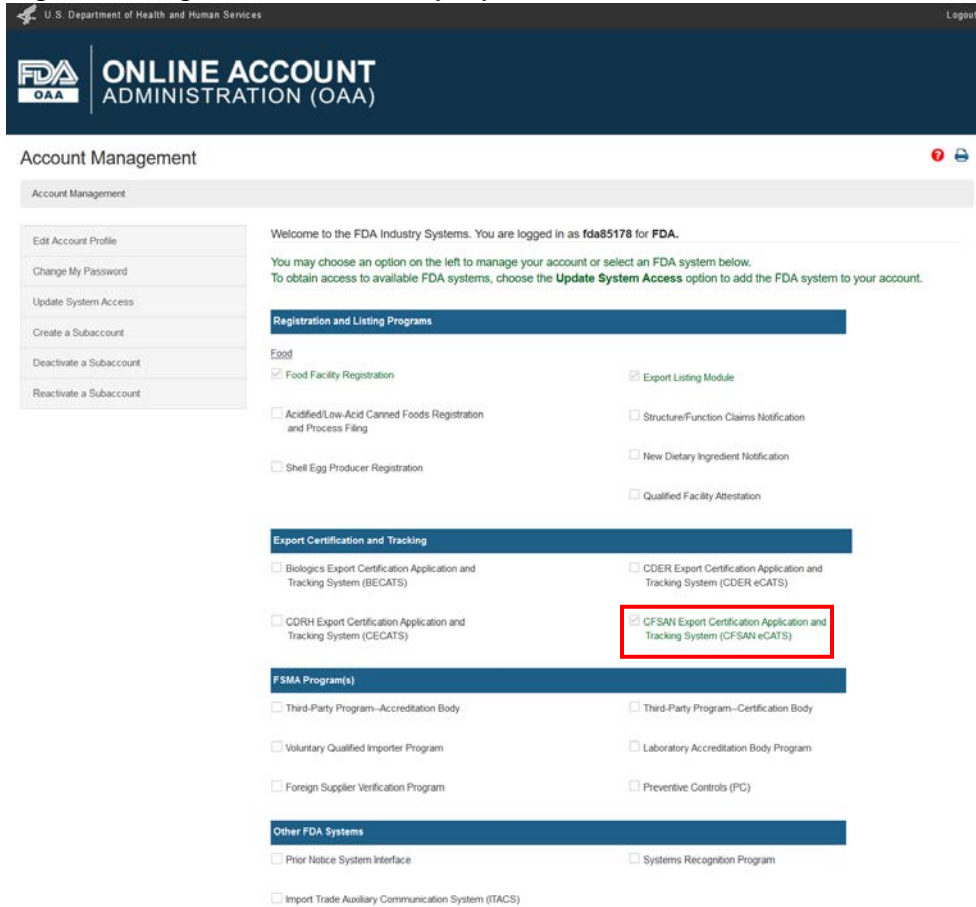 U.S. Department of Health and Human Services
Logout
FDA
OAA
ONLINE ACCOUNT
ADMINISTRATION (OAA)
Account Management
Account Management
Edit Account Profile
Change My Password
Update System Access
Create a Subaccount
Deactivate a Subaccount
Reactivate a Subaccount
Welcome to the FDA Industry Systems. You are logged in as fda85178 for FDA.
You may choose an option on the left to manage your account or select an FDA system below.
To obtain access to available FDA systems, choose the Update System Access option to add the FDA system to your account.
Registration and Listing Programs
Food
Food Facility Registration
Export Listing Module
Acidified/Low-Acid Canned Foods Registration
and Process Filing
Structure/Function Claims Notification
New Dietary Ingredient Notification
Shell Egg Producer Registration
Qualified Facility Attestation
Export Certification and Tracking
Biologics Export Certification Application and
Tracking System (BECATS)
CDER Export Certification Application and
Tracking System (CDER eCATS)
CDRH Export Certification Application and
Tracking System (CECATS)
CFSAN Export Certification Application and
Tracking System (CFSAN eCATS)
FSMA Program(s)
Third-Party Program--Accreditation Body
Third-Party Program--Certification Body
Voluntary Qualified Importer Program
Laboratory Accreditation Body Program
Foreign Supplier Verification Program
Preventive Controls (PC)
Other FDA Systems
Prior Notice System Interface
Systems Recognition Program
Import Trade Auxiliary Communication System (ITACS)